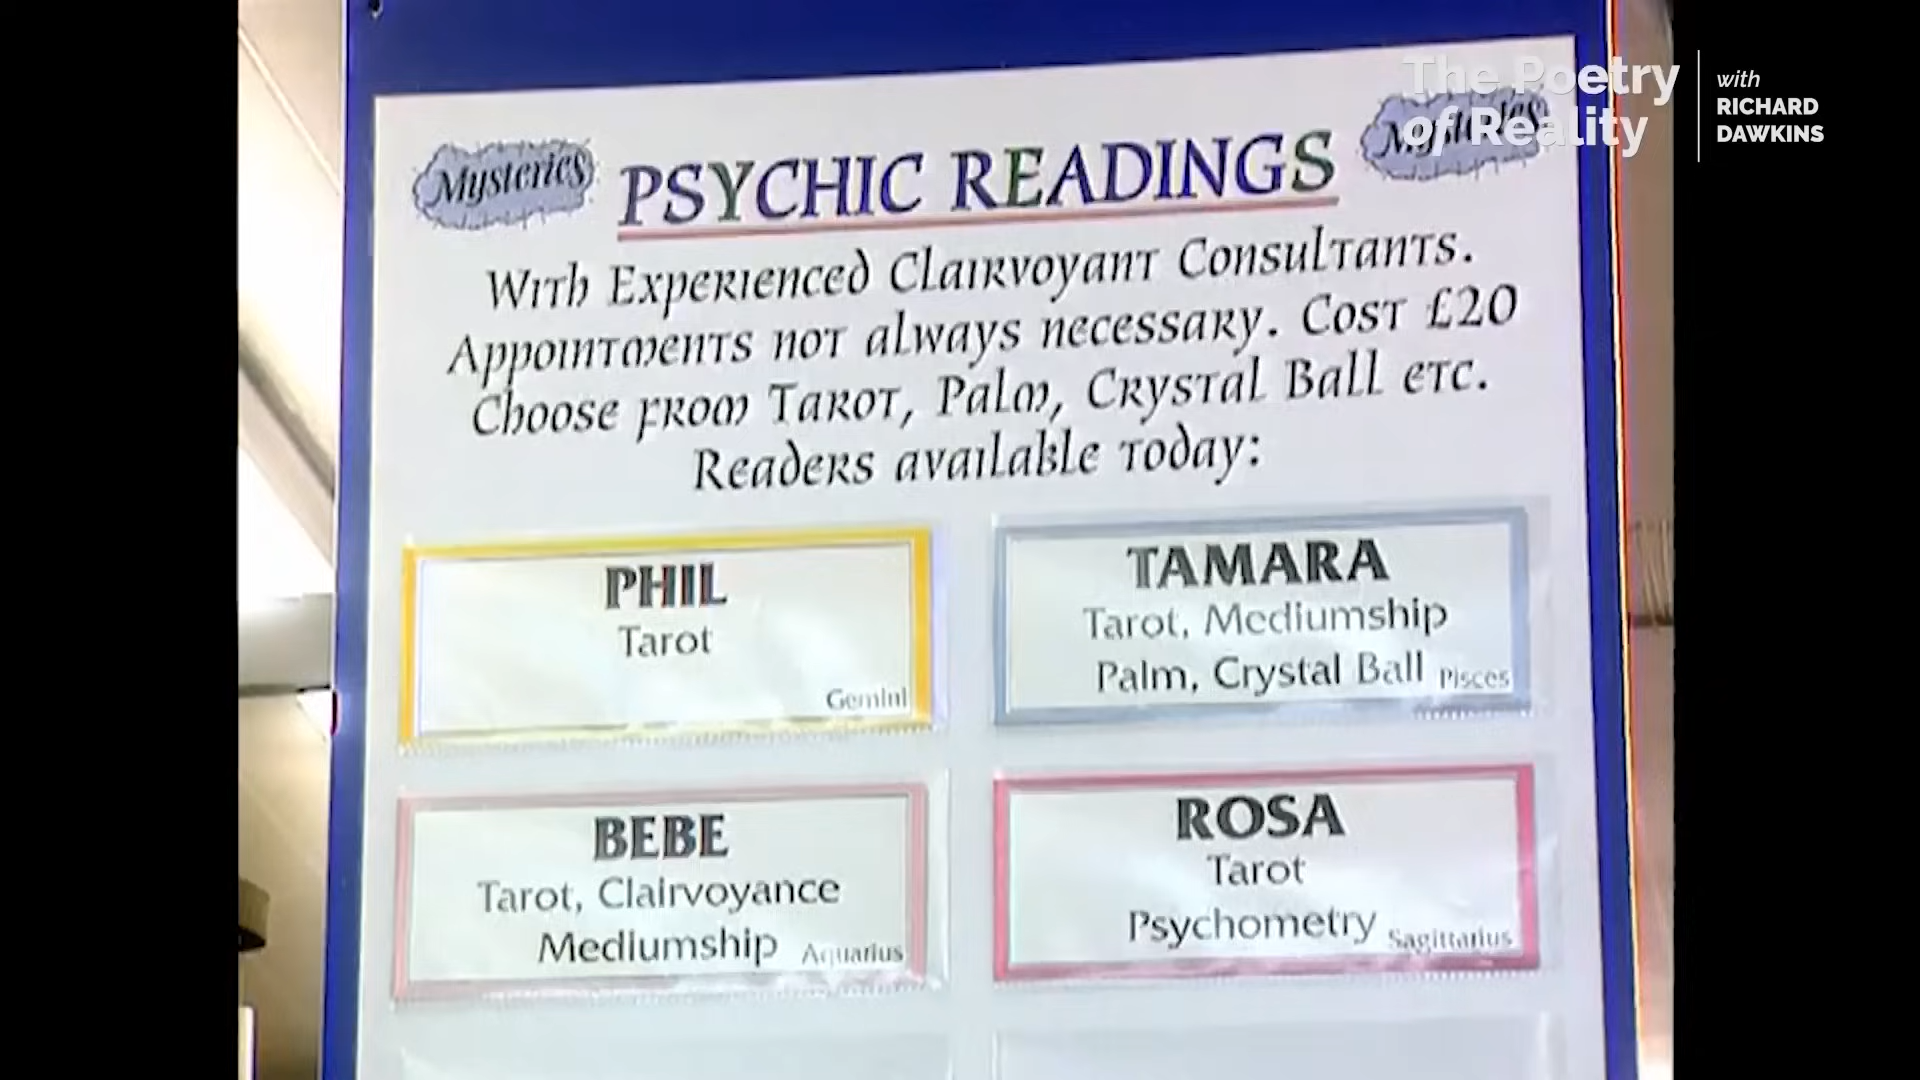 The Poetry
of Reality
with
RICHARD
DAWKINS
Mysteries
PSYCHIC READINGS
Mysteries
With Experienced Clairvoyant Consultants.
Appointments not always necessary. Cost £20
Choose from Tarot, Palm, Crystal Ball etc.
Readers available today:
PHIL
Tarot
Gemini
TAMARA
Tarot, Mediumship
Palm, Crystal Ball Pisces
BEBE
Tarot, Clairvoyance
Mediumship Aquarius
ROSA
Tarot
Psychometry Sagittarius